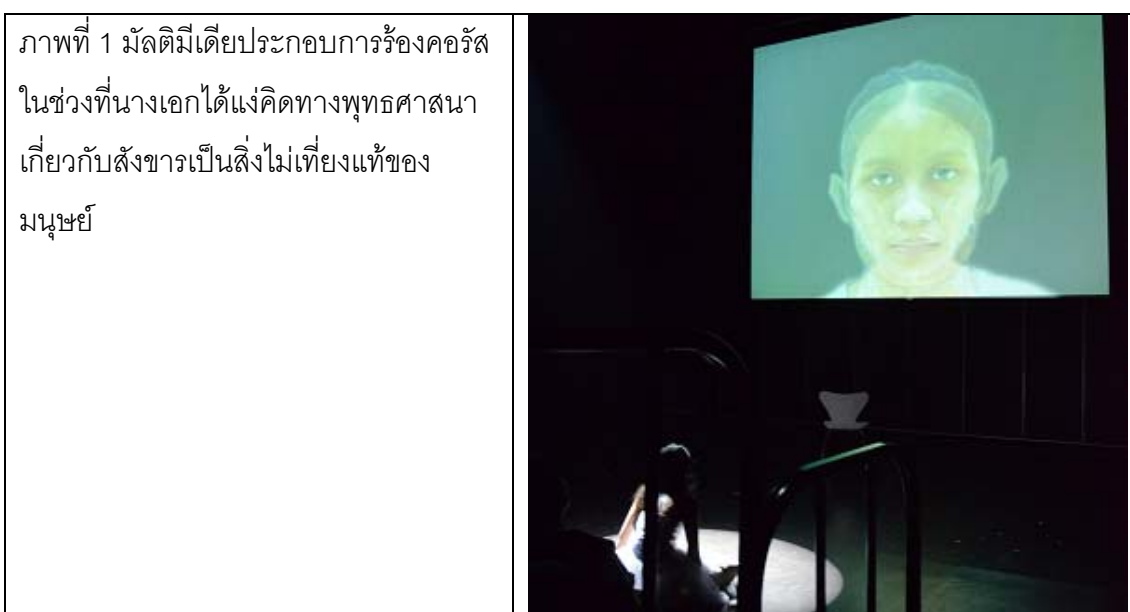 ภาพที่ 1 มัลติมีเดียประกอบการร้องคอรัส
ในช่วงที่นางเอกได้แง่คิดทางพุทธศาสนา
เกี่ยวกับสังขารเป็นสิ่งไม่เที่ยงแท้ของ
มนุษย์